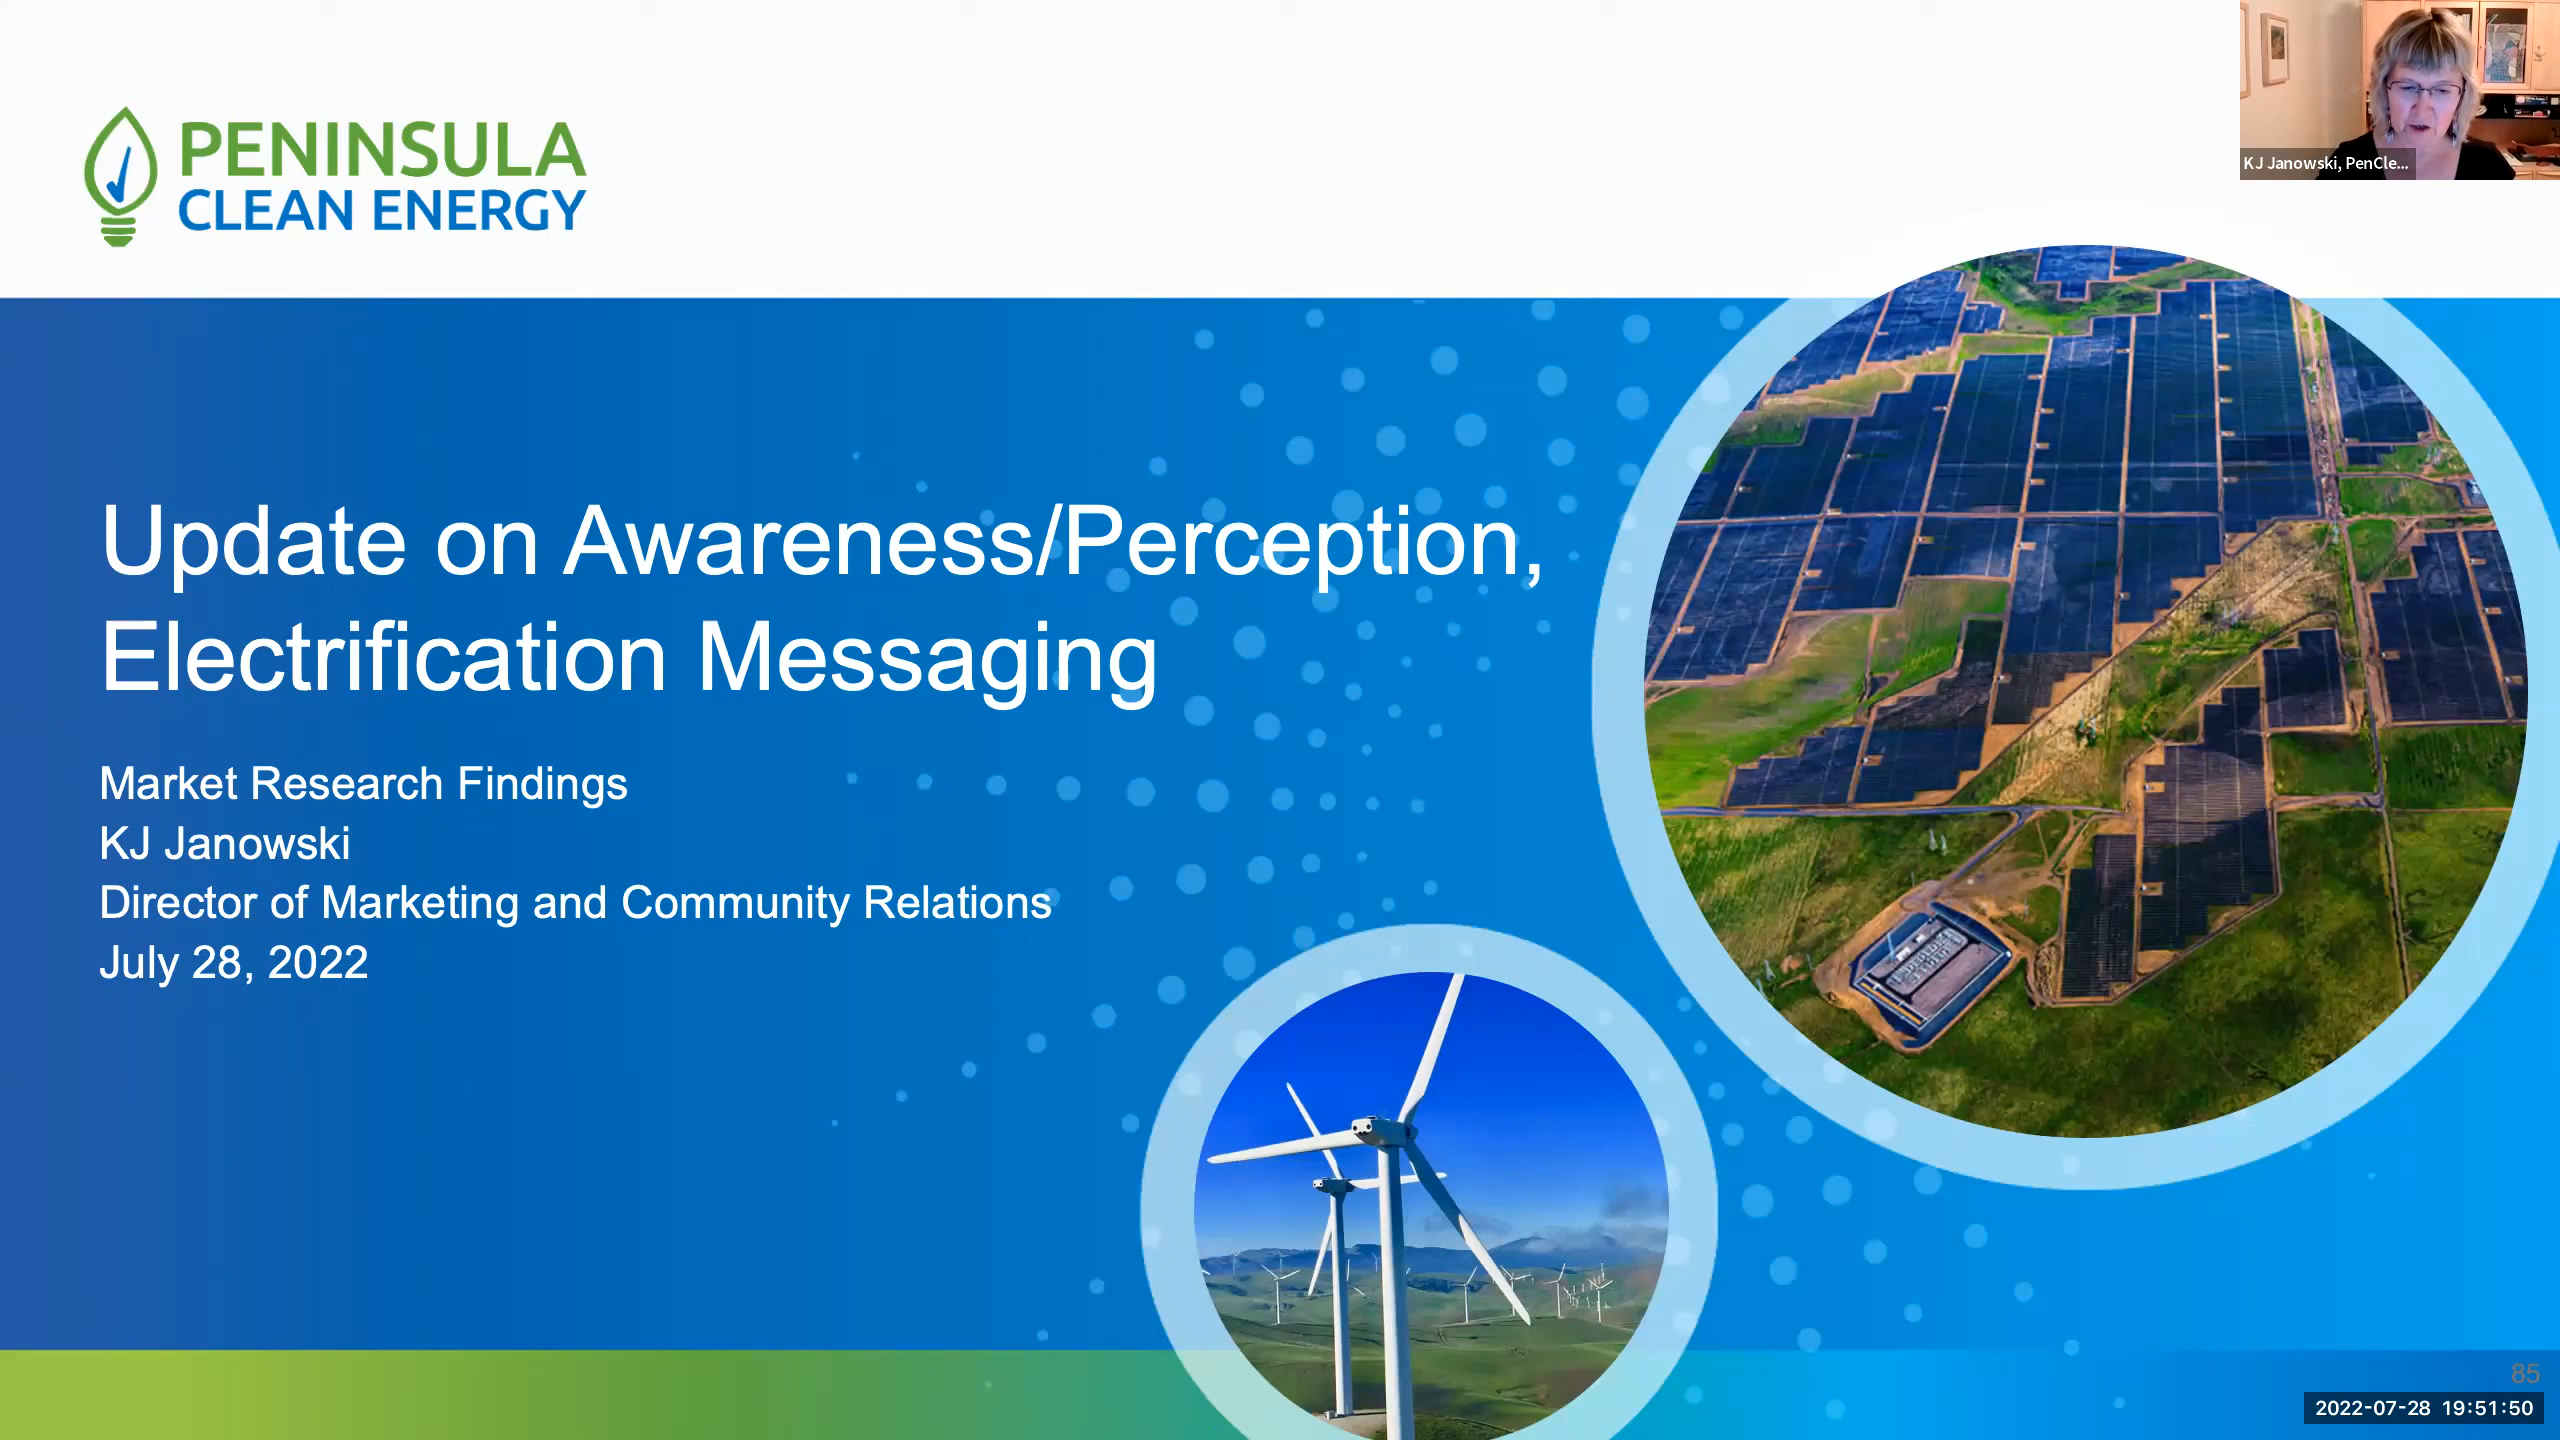 PENINSULA
CLEAN ENERGY
KJ Janowski, PenCle...
Update on Awareness/Perception,
Electrification Messaging
Market Research Findings
KJ Janowski
Director of Marketing and Community Relations
July 28, 2022
85
2022-07-28 19:51:50